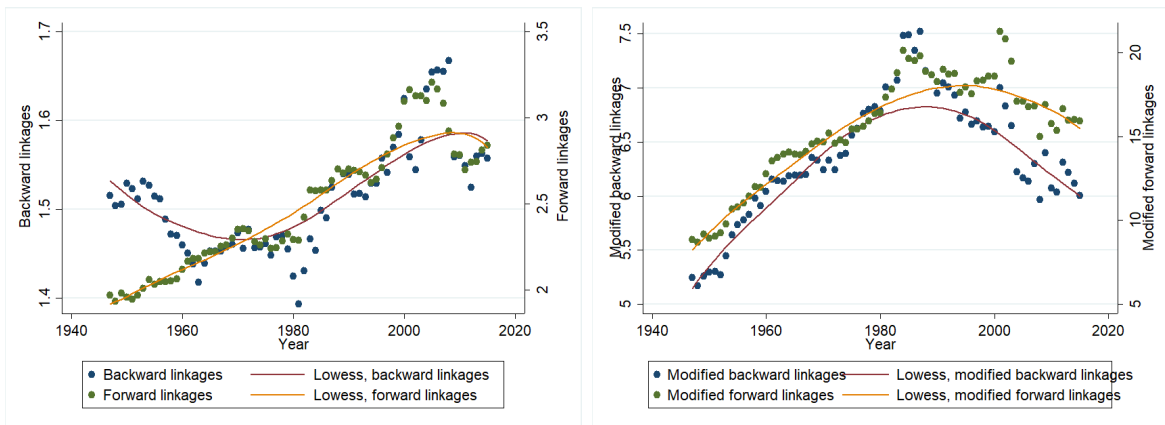 Backward linkages
1.4 1.5 1.6 1.7
Forward linkages
2 2.5 3 3.5
1940 1960 1980 2000 2020
Year
Backward linkages Lowess, backward linkages
Forward linkages Lowess, forward linkages
Modified backward linkages
5 5.5 6 6.5 7 7.5
Modified forward linkages
5 10 15 20
1940 1960 1980 2000 2020
Year
Modified backward linkages Lowess, modified backward linkages
Modified forward linkages Lowess, modified forward linkages